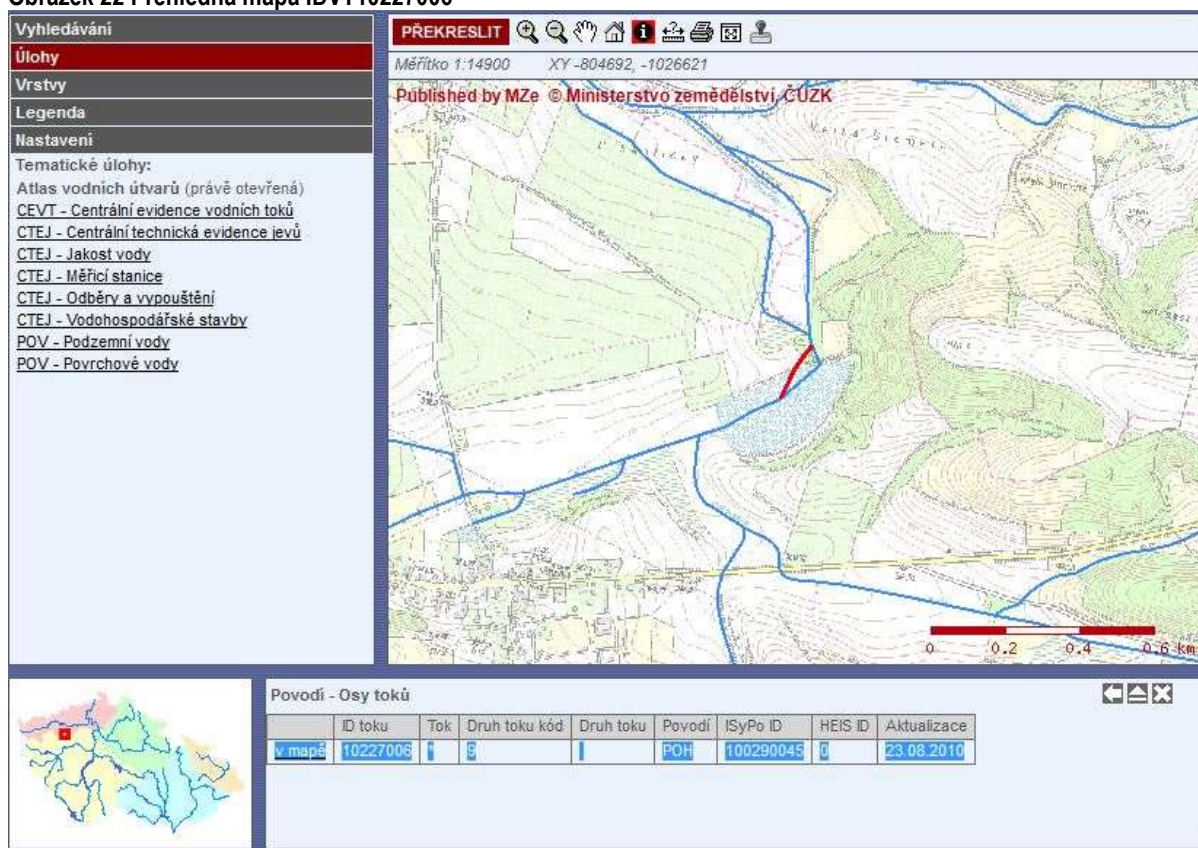 Obrázek 22 Přehledná mapa IDVT10227006
Vyhledávání
Úlohy
Vrstvy
Legenda
Nastavení
Tematické úlohy:
Atlas vodních útvarů (právě otevřená)
CEVT - Centrální evidence vodních toků
CTEJ - Centrální technická evidence jevů
CTEJ - Jakost vody
CTEJ - Měřicí stanice
CTEJ - Odběry a vypouštění
CTEJ - Vodohospodářské stavby
POV - Podzemní vody
POV - Povrchové vody
PŘEKRESLIT
Měřítko 1:14900 XY -804692, -1026621
Published by MZe © Ministerstvo zemědělství, ČÚZK
0 0.2 0.4 0.6 km
Povodí - Osy toků
ID toku Tok Druh toku kód Druh toku Povodí ISyPo ID HEIS ID Aktualizace
v mapě 10227006 * 9 POH 100290045 0 23.08.2010